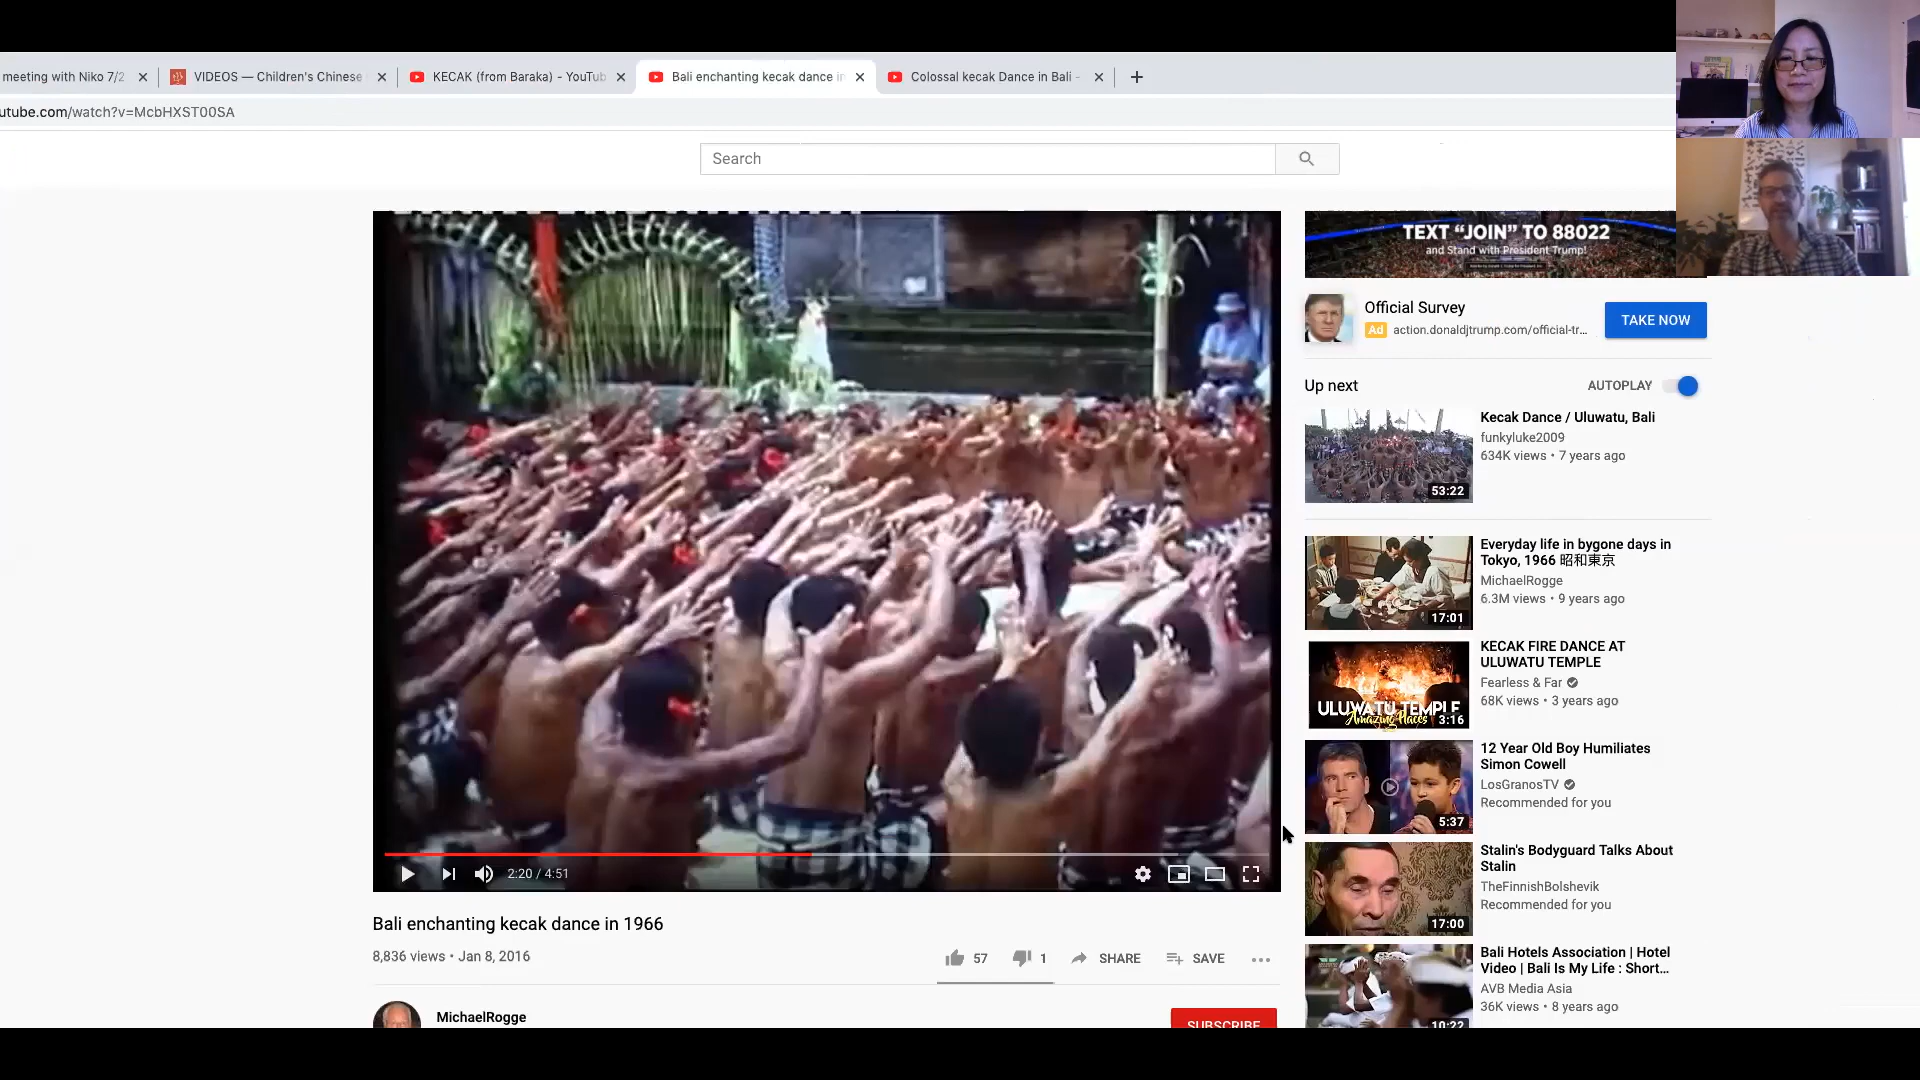 meeting with Niko 7/2
VIDEOS — Children's Chinese
KECAK (from Baraka) - YouTub
Bali enchanting kecak dance in
Colossal kecak Dance in Bali -
utube.com/watch?v=McbHXST00SA
Search
TEXT “JOIN” TO 88022
and Stand with President Trump!
Official Survey
Ad action.donaldjtrump.com/official-tr...
TAKE NOW
Up next
AUTOPLAY
Kecak Dance / Uluwatu, Bali
funkyluke2009
634K views • 7 years ago
53:22
Everyday life in bygone days in
Tokyo, 1966 昭和東京
MichaelRogge
6.3M views • 9 years ago
17:01
KECAK FIRE DANCE AT
ULUWATU TEMPLE
Fearless & Far
68K views • 3 years ago
ULUWATU TEMPLE
Amazing Places
3:16
12 Year Old Boy Humiliates
Simon Cowell
LosGranosTV
Recommended for you
5:37
Stalin's Bodyguard Talks About
Stalin
TheFinnishBolshevik
Recommended for you
17:00
Bali Hotels Association | Hotel
Video | Bali Is My Life : Short...
AVB Media Asia
36K views • 8 years ago
10:22
2:20 / 4:51
Bali enchanting kecak dance in 1966
8,836 views • Jan 8, 2016
57
1
SHARE
SAVE
MichaelRogge
SUBSCRIBE